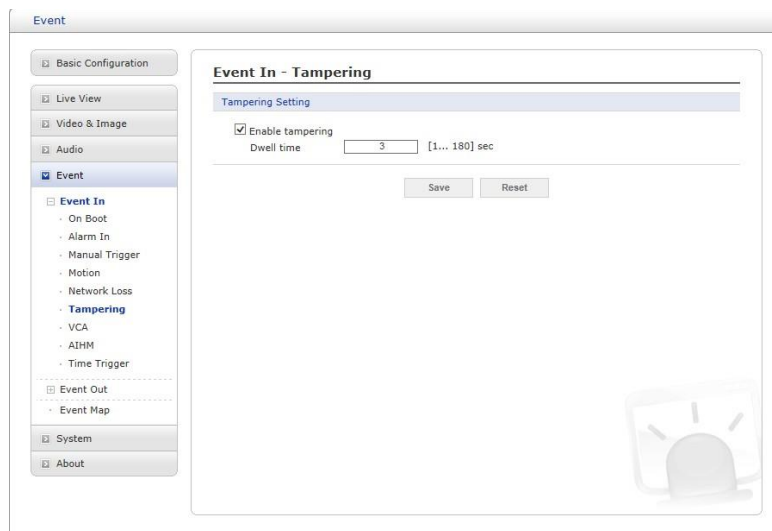 Event
Basic Configuration
Live View
Video & Image
Audio
Event
Event In
On Boot
Alarm In
Manual Trigger
Motion
Network Loss
Tampering
VCA
AIHM
Time Trigger
Event Out
Event Map
System
About
Event In - Tampering
Tampering Setting
Enable tampering
Dwell time 3 [1... 180] sec
Save Reset